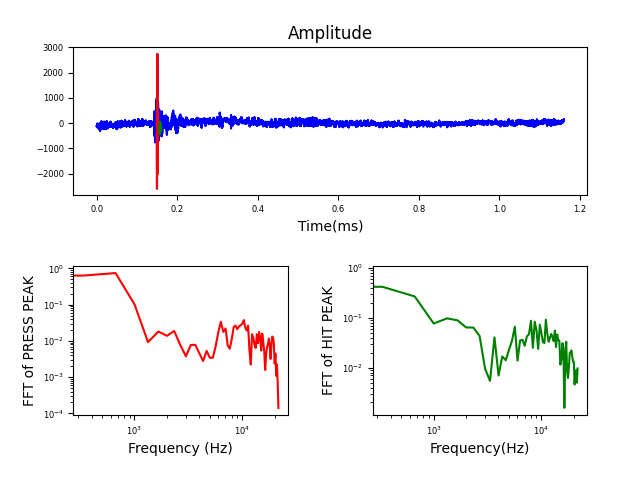 Amplitude
3000
2000
1000
0
−1000
−2000
0.0 0.2 0.4 0.6 0.8 1.0 1.2
Time(ms)
FFT of PRESS PEAK
10⁰
10⁻¹
10⁻²
10⁻³
10⁻⁴
10³ 10⁴
Frequency (Hz)
FFT of HIT PEAK
10⁰
10⁻¹
10⁻²
10³ 10⁴
Frequency(Hz)